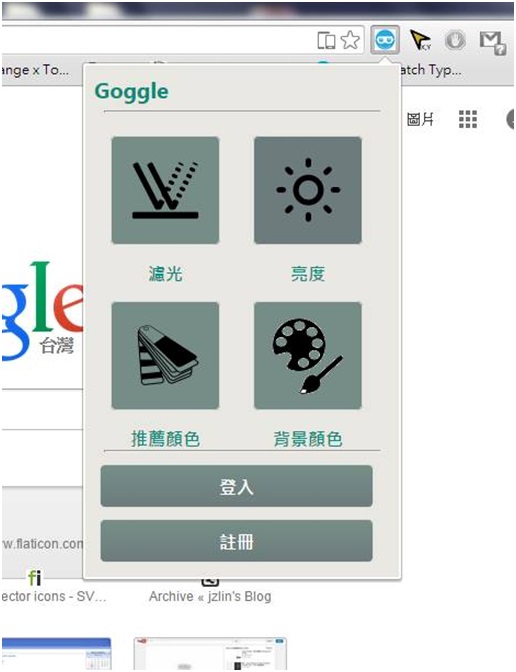 ange x To...
atch Typ...
Goggle
圖片
濾光
亮度
gle
台灣
推薦顏色
背景顏色
登入
註冊
w.flaticon.con
fi
ector icons - SV...
Archive « jzlin's Blog